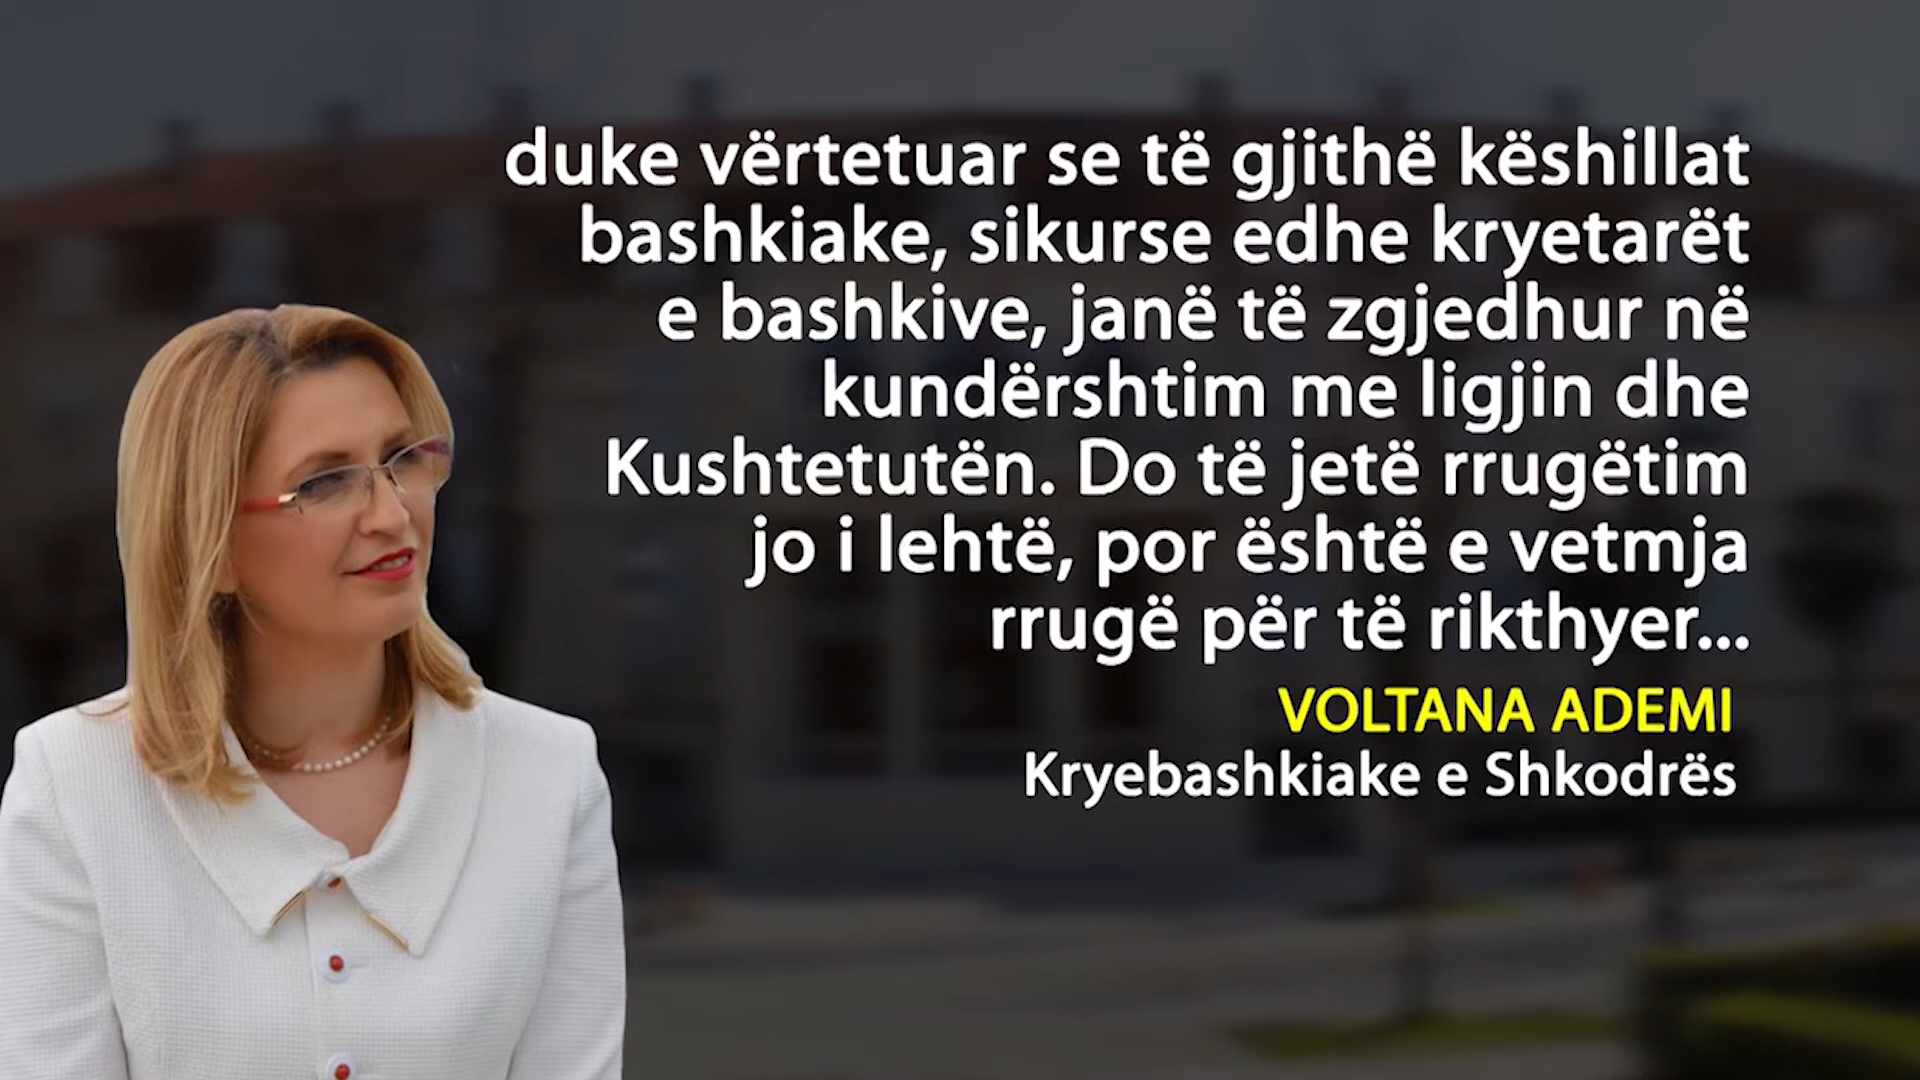 duke vërtetuar se të gjithë këshillat
bashkiake, sikurse edhe kryetarët
e bashkive, janë të zgjedhur në
kundërshtim me ligjin dhe
Kushtetutën. Do të jetë rrugëtim
jo i lehtë, por është e vetmja
rrugë për të rikthyer...
VOLTANA ADEMI
Kryebashkiake e Shkodrës